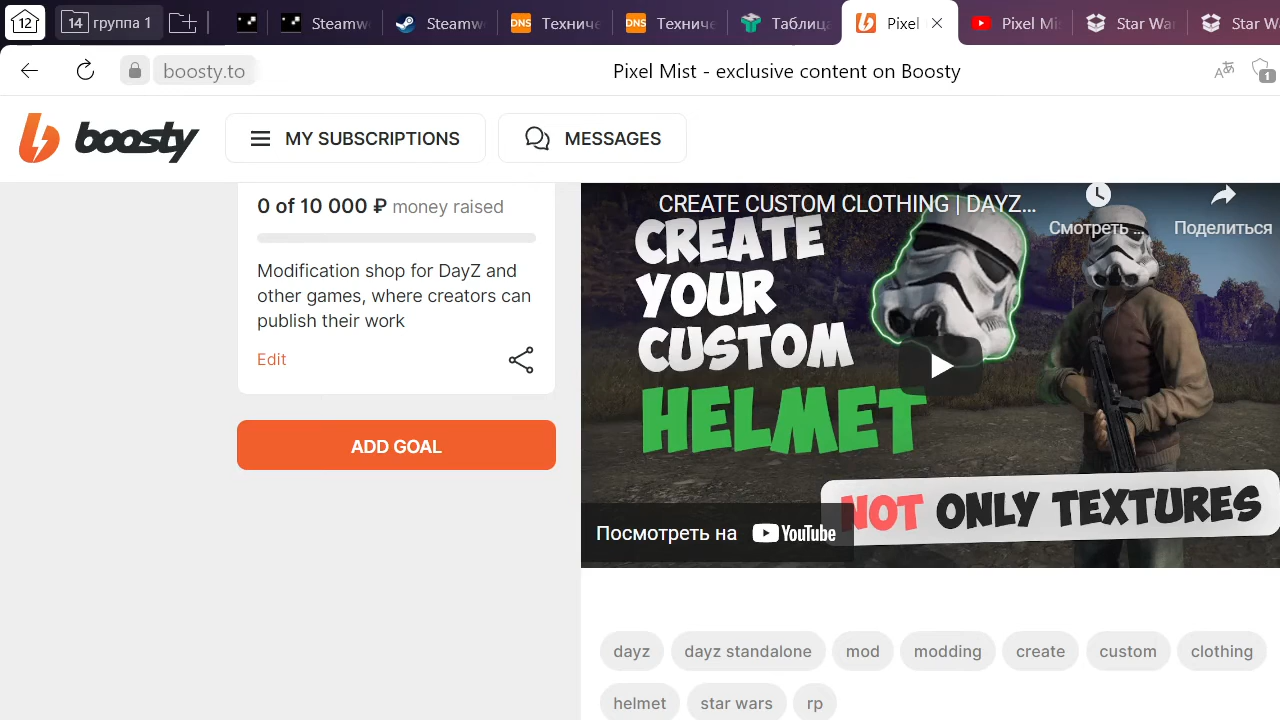 12
14 группа 1
Steamw
Steamw
DNS Техниче
DNS Техниче
Таблица
Pixel
Pixel Mi
Star Wa
Star W
boosty.to
Pixel Mist - exclusive content on Boosty
1
boosty
MY SUBSCRIPTIONS
MESSAGES
0 of 10 000 ₽ money raised
Modification shop for DayZ and
other games, where creators can
publish their work
Edit
ADD GOAL
CREATE CUSTOM CLOTHING | DAYZ...
Смотреть ...
Поделиться
CREATE
YOUR
CUSTOM
HELMET
NOT ONLY TEXTURES
Посмотреть на YouTube
dayz
dayz standalone
mod
modding
create
custom
clothing
helmet
star wars
rp